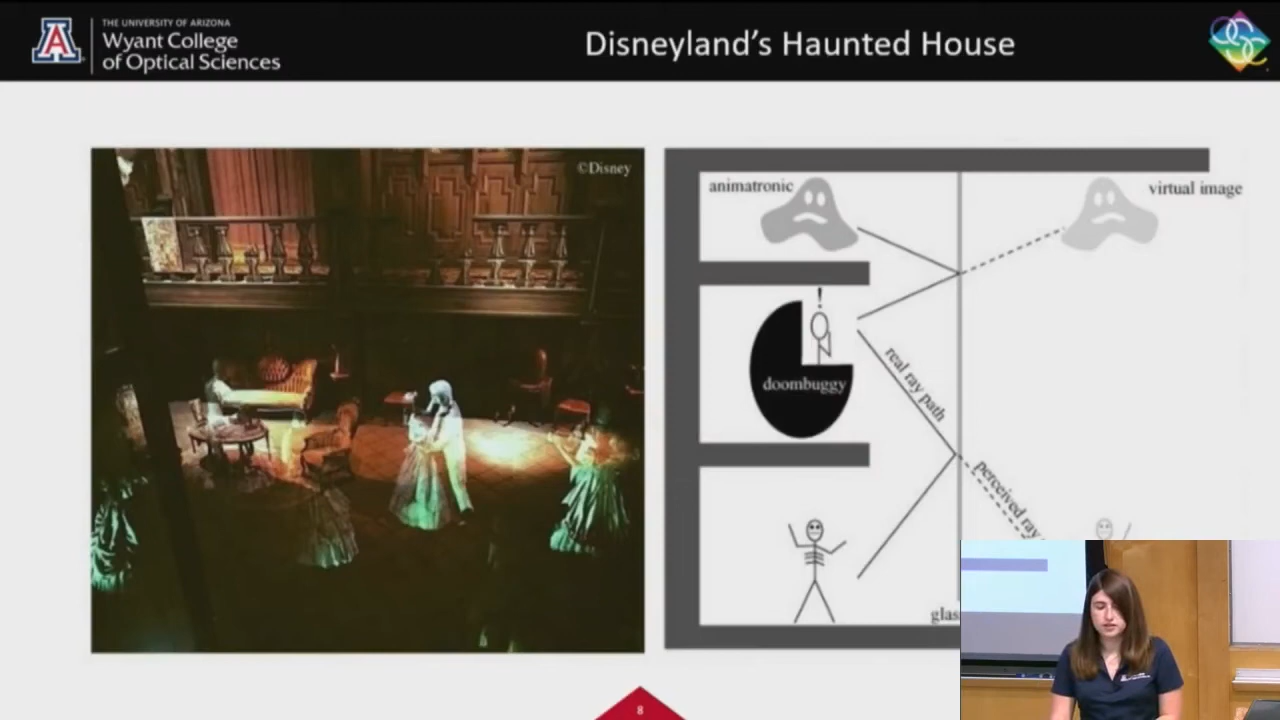 THE UNIVERSITY OF ARIZONA
Wyant College
of Optical Sciences
Disneyland's Haunted House
©Disney
animatronic
virtual image
!
doombuggy
real ray path
perceived ray
glas
8